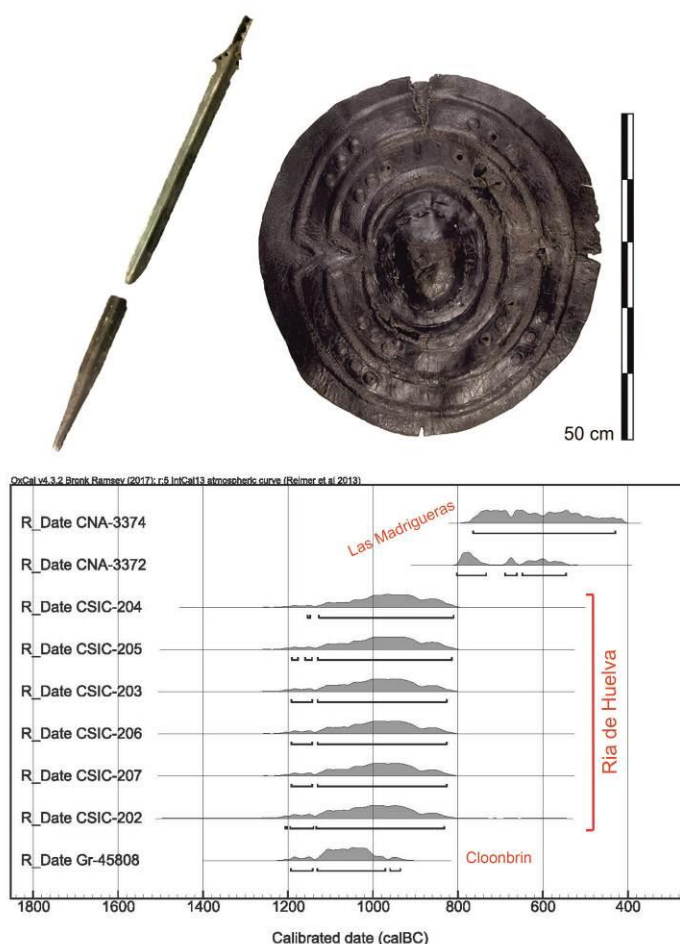 50 cm
OxCal v4.3.2 Bronk Ramsey (2017); r:5 IntCal13 atmospheric curve (Reimer et al 2013)
R_Date CNA-3374
Las Madrigueras
R_Date CNA-3372
R_Date CSIC-204
R_Date CSIC-205
R_Date CSIC-203
R_Date CSIC-206
R_Date CSIC-207
R_Date CSIC-202
Ria de Huelva
R_Date Gr-45808
Cloonbrin
1800 1600 1400 1200 1000 800 600 400 200
Calibrated date (calBC)